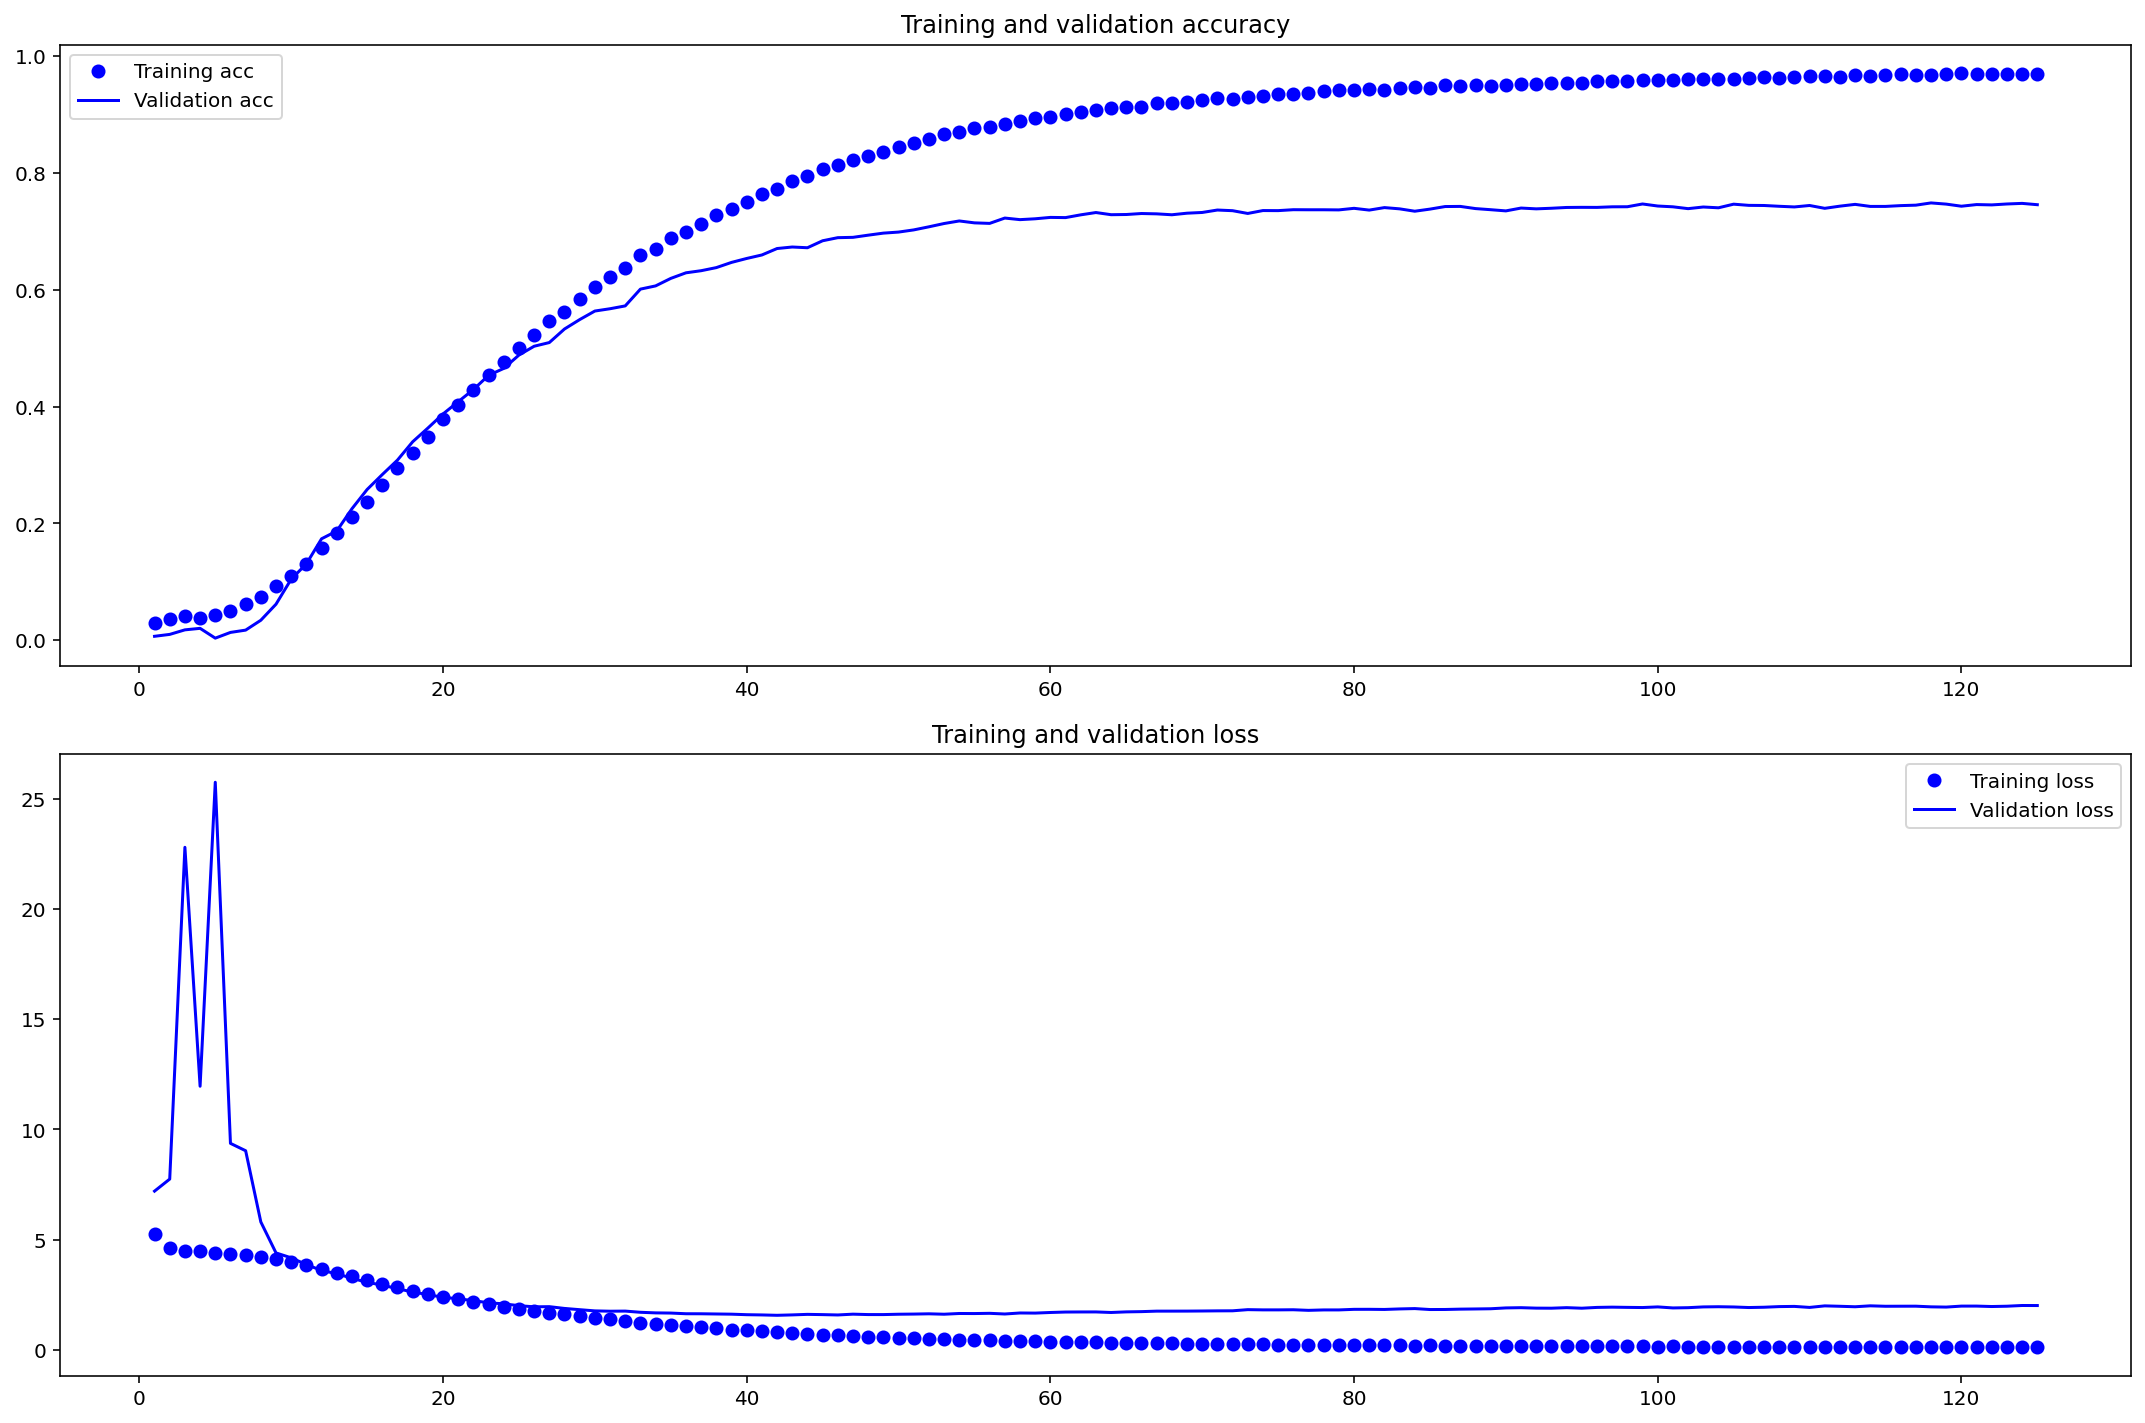 Training and validation accuracy
1.0
Training acc
Validation acc
0.8
0.6
0.4
0.2
0.0
0 20 40 60 80 100 120
Training and validation loss
Training loss
Validation loss
25
20
15
10
5
0
0 20 40 60 80 100 120